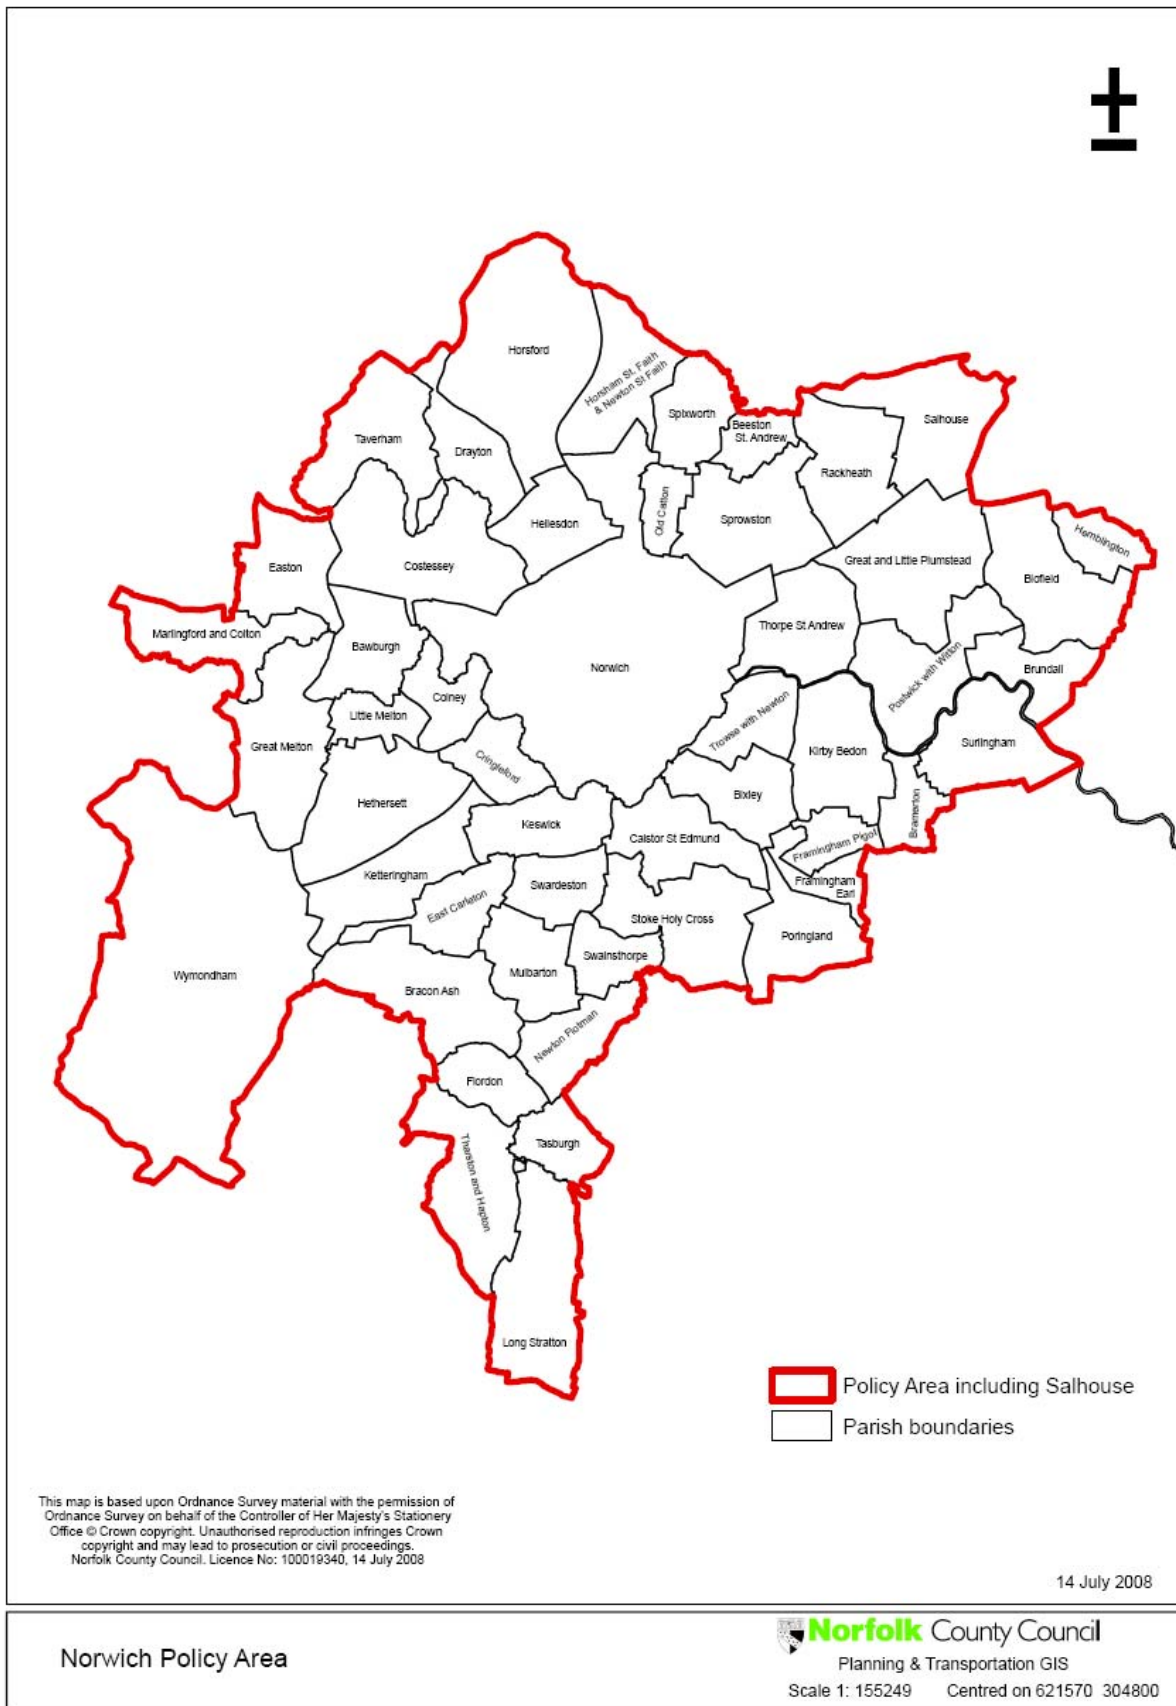 Horsford
Horsham St. Faith
& Newton St Faith
Spixworth
Beeston
St. Andrew
Salhouse
Taverham
Drayton
Rackheath
Hellesdon
Old Catton
Sprowston
Hemblington
Easton
Costessey
Great and Little Plumstead
Blofield
Marlingford and Colton
Bawburgh
Thorpe St Andrew
Norwich
Postwick with Witton
Brundall
Colney
Little Melton
Trowse with Newton
Great Melton
Cringleford
Kirby Bedon
Surlingham
Hethersett
Bixley
Bramerton
Keswick
Caistor St Edmund
Framingham Pigot
Ketteringham
Swardeston
Framingham
Earl
East Carleton
Stoke Holy Cross
Poringland
Swainsthorpe
Wymondham
Mulbarton
Bracon Ash
Newton Flotman
Flordon
Tasburgh
Tharston and Hapton
Long Stratton
Policy Area including Salhouse
Parish boundaries
This map is based upon Ordnance Survey material with the permission of
Ordnance Survey on behalf of the Controller of Her Majesty's Stationery
Office © Crown copyright. Unauthorised reproduction infringes Crown
copyright and may lead to prosecution or civil proceedings.
Norfolk County Council. Licence No: 100019340, 14 July 2008
14 July 2008
Norwich Policy Area
Norfolk County Council
Planning & Transportation GIS
Scale 1: 155249 Centred on 621570 304800